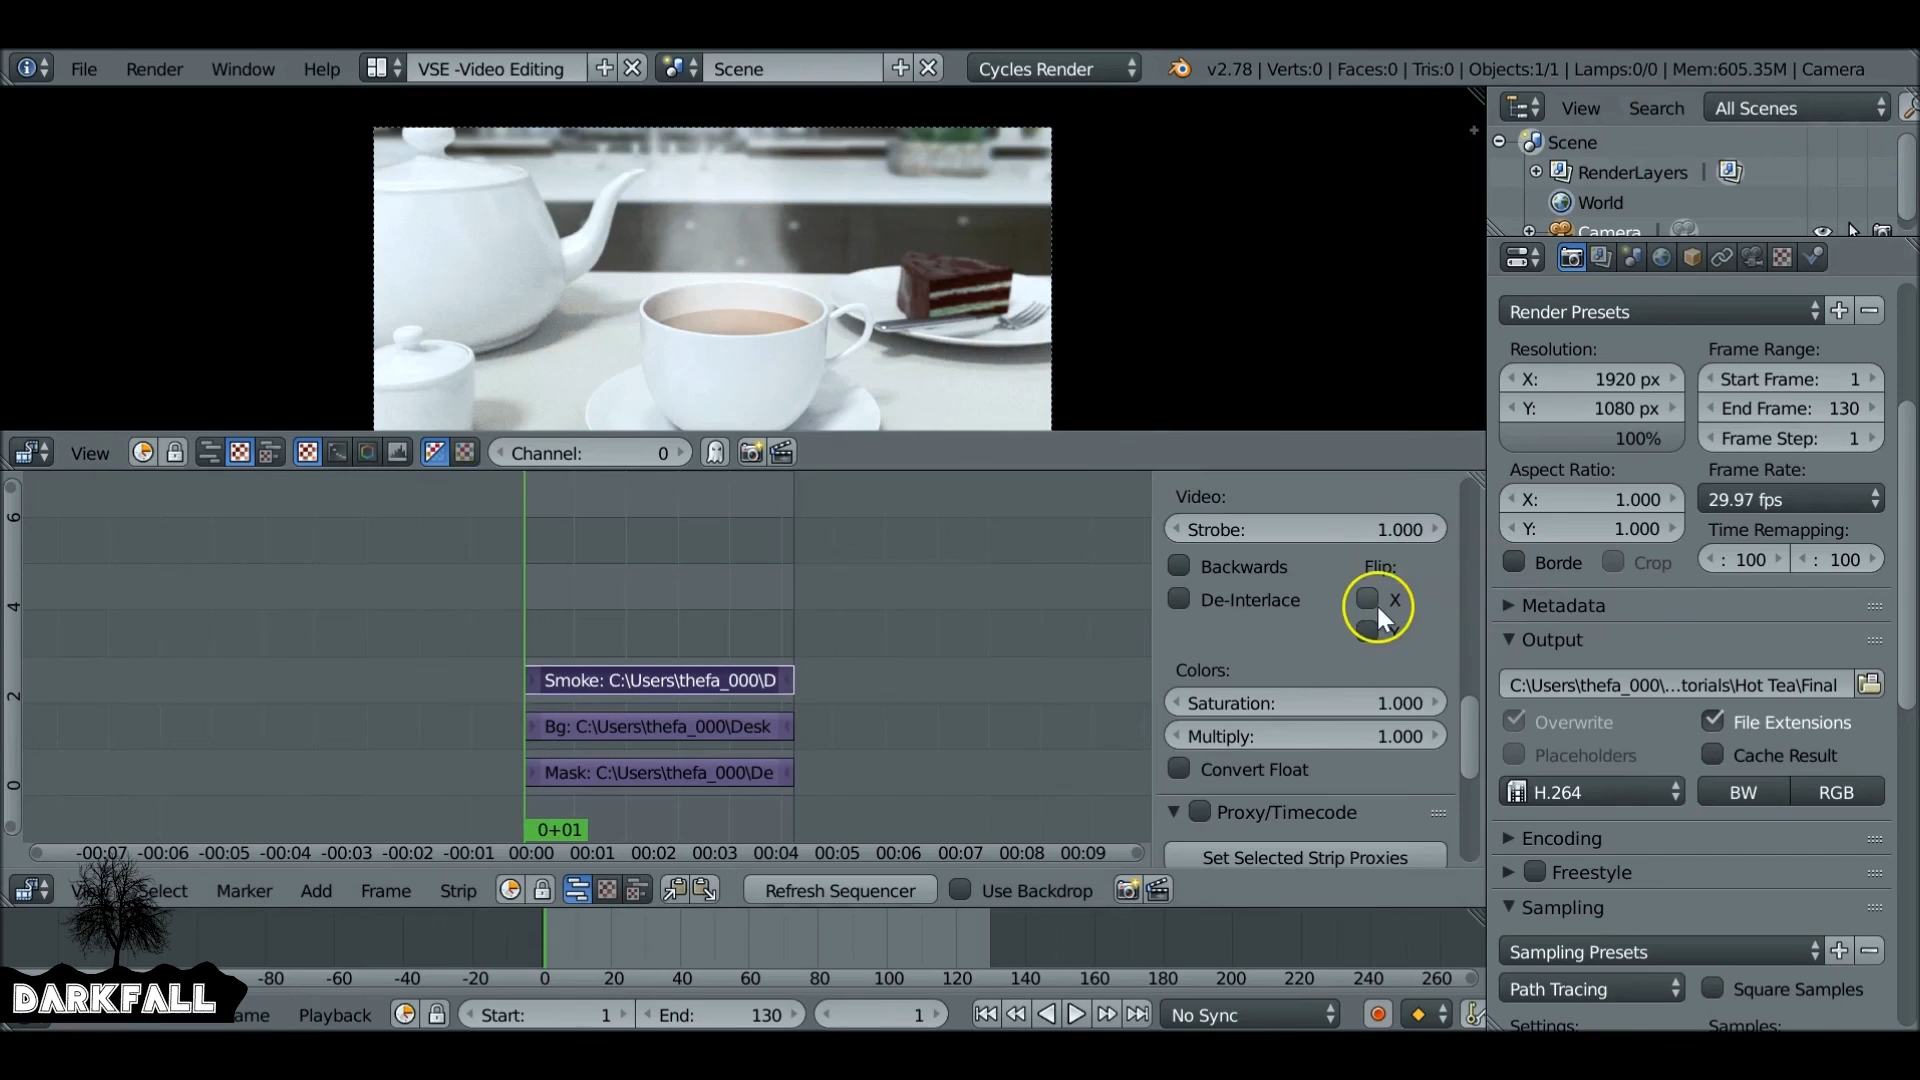 File Render Window Help VSE -Video Editing Scene Cycles Render v2.78 | Verts:0 | Faces:0 | Tris:0 | Objects:1/1 | Lamps:0/0 | Mem:605.35M | Camera
View Search All Scenes
Scene
RenderLayers |
World
Camera
Render Presets
Resolution: Frame Range:
X: 1920 px Start Frame: 1
Y: 1080 px End Frame: 130
100% Frame Step: 1
Aspect Ratio: Frame Rate:
X: 1.000 29.97 fps
Y: 1.000 Time Remapping:
Borde Crop : 100 : 100
Metadata
Output
C:\Users\thefa_000\...torials\Hot Tea\Final
Overwrite File Extensions
Placeholders Cache Result
H.264 BW RGB
Encoding
Freestyle
Sampling
Sampling Presets
Path Tracing Square Samples
Settings: Samples:
View Channel: 0
6
4
2
0
Smoke: C:\Users\thefa_000\D
Bg: C:\Users\thefa_000\Desk
Mask: C:\Users\thefa_000\De
0+01
-00:07 -00:06 -00:05 -00:04 -00:03 -00:02 -00:01 00:00 00:01 00:02 00:03 00:04 00:05 00:06 00:07 00:08 00:09
Video:
Strobe: 1.000
Backwards Flip:
De-Interlace X
Y
Colors:
Saturation: 1.000
Multiply: 1.000
Convert Float
Proxy/Timecode
Set Selected Strip Proxies
Select Marker Add Frame Strip Refresh Sequencer Use Backdrop
-80 -60 -40 -20 0 20 40 60 80 100 120 140 160 180 200 220 240 260
DARKFALL
Playback Start: 1 End: 130 1 No Sync